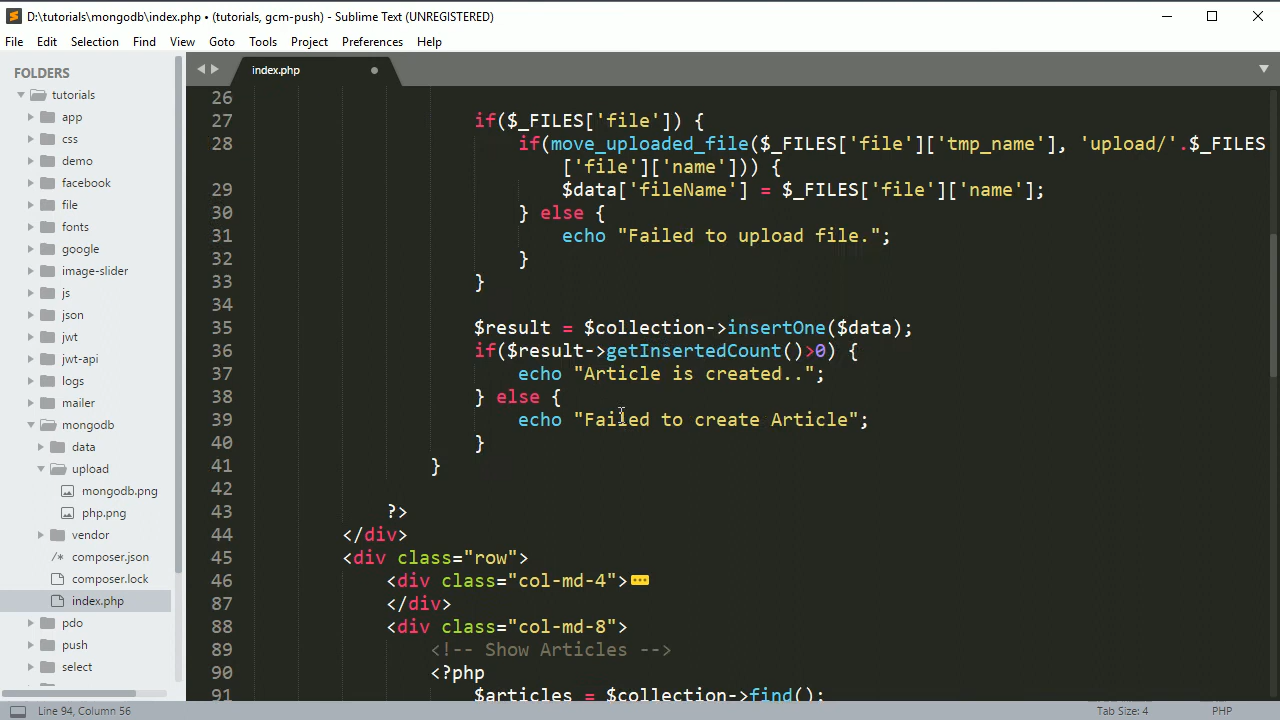 D:\tutorials\mongodb\index.php • (tutorials, gcm-push) - Sublime Text (UNREGISTERED)
File Edit Selection Find View Goto Tools Project Preferences Help
FOLDERS
tutorials
app
css
demo
facebook
file
fonts
google
image-slider
js
json
jwt
jwt-api
logs
mailer
mongodb
data
upload
mongodb.png
php.png
vendor
composer.json
composer.lock
index.php
pdo
push
select
index.php
26
27 if($_FILES['file']) {
28 if(move_uploaded_file($_FILES['file']['tmp_name'], 'upload/'.$_FILES
['file']['name'])) {
29 $data['fileName'] = $_FILES['file']['name'];
30 } else {
31 echo "Failed to upload file.";
32 }
33 }
34
35 $result = $collection->insertOne($data);
36 if($result->getInsertedCount()>0) {
37 echo "Article is created..";
38 } else {
39 echo "Failed to create Article";
40 }
41 }
42
43 ?>
44 </div>
45 <div class="row">
46 <div class="col-md-4">
87 </div>
88 <div class="col-md-8">
89 <!-- Show Articles -->
90 <?php
91 $articles = $collection->find();
Line 94, Column 56 Tab Size: 4 PHP